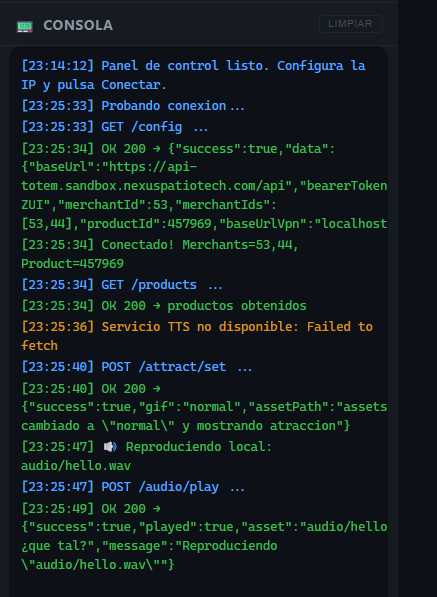 CONSOLA
LIMPIAR
[23:14:12] Panel de control listo. Configura la
IP y pulsa Conectar.
[23:25:33] Probando conexion...
[23:25:33] GET /config ...
[23:25:34] OK 200 → {"success":true,"data":
{"baseUrl":"https://api-
totem.sandbox.nexuspatiotech.com/api","bearerToken
ZUI","merchantId":53,"merchantIds":
[53,44],"productId":457969,"baseUrlVpn":"localhost
[23:25:34] Conectado! Merchants=53,44,
Product=457969
[23:25:34] GET /products ...
[23:25:34] OK 200 → productos obtenidos
[23:25:36] Servicio TTS no disponible: Failed to
fetch
[23:25:40] POST /attract/set ...
[23:25:40] OK 200 →
{"success":true,"gif":"normal","assetPath":"assets
cambiado a \"normal\" y mostrando atraccion"}
[23:25:47] 🔊 Reproduciendo local:
audio/hello.wav
[23:25:47] POST /audio/play ...
[23:25:49] OK 200 →
{"success":true,"played":true,"asset":"audio/hello
¿que tal?","message":"Reproduciendo
\"audio/hello.wav\""}